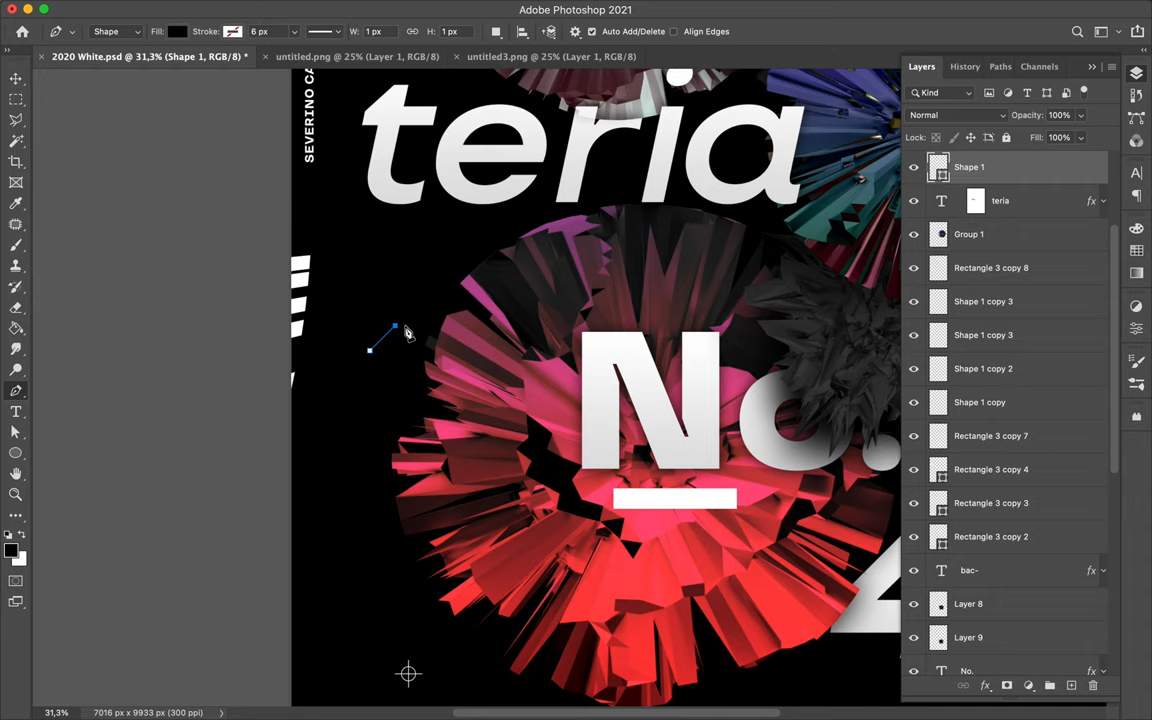 Adobe Photoshop 2021
Shape
Fill:
Stroke:
6 px
W: 1 px
H: 1 px
Auto Add/Delete
Align Edges
2020 White.psd @ 31,3% (Shape 1, RGB/8) *
untitled.png @ 25% (Layer 1, RGB/8)
untitled3.png @ 25% (Layer 1, RGB/8)
SEVERINO CA
teria
No.
Layers
History
Paths
Channels
Kind
Normal
Opacity: 100%
Lock:
Fill: 100%
Shape 1
teria
fx
Group 1
Rectangle 3 copy 8
Shape 1 copy 3
Shape 1 copy 3
Shape 1 copy 2
Shape 1 copy
Rectangle 3 copy 7
Rectangle 3 copy 4
Rectangle 3 copy 3
Rectangle 3 copy 2
bac-
fx
Layer 8
Layer 9
No.
fx
31,3%
7016 px x 9933 px (300 ppi)